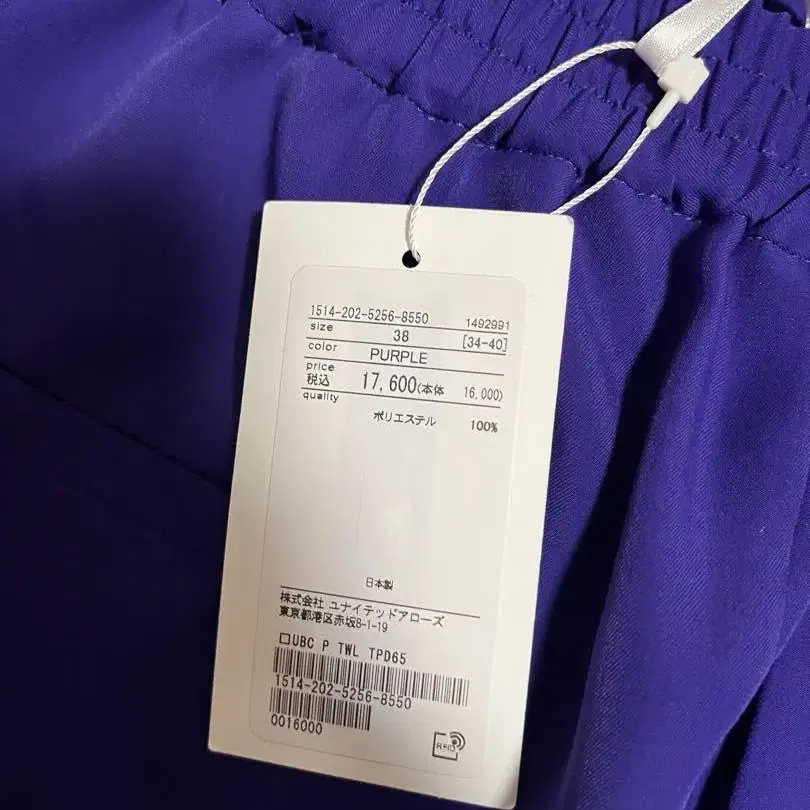 1514-202-5256-8550 1492991
size 38 [34-40]
color PURPLE
price
税込 17,600(本体 16,000)
quality
ポリエステル 100%
日本製
株式会社 ユナイテッドアローズ
東京都港区赤坂8-1-19
□UBC P TWL TPD65
1514-202-5256-8550
0016000
RFID